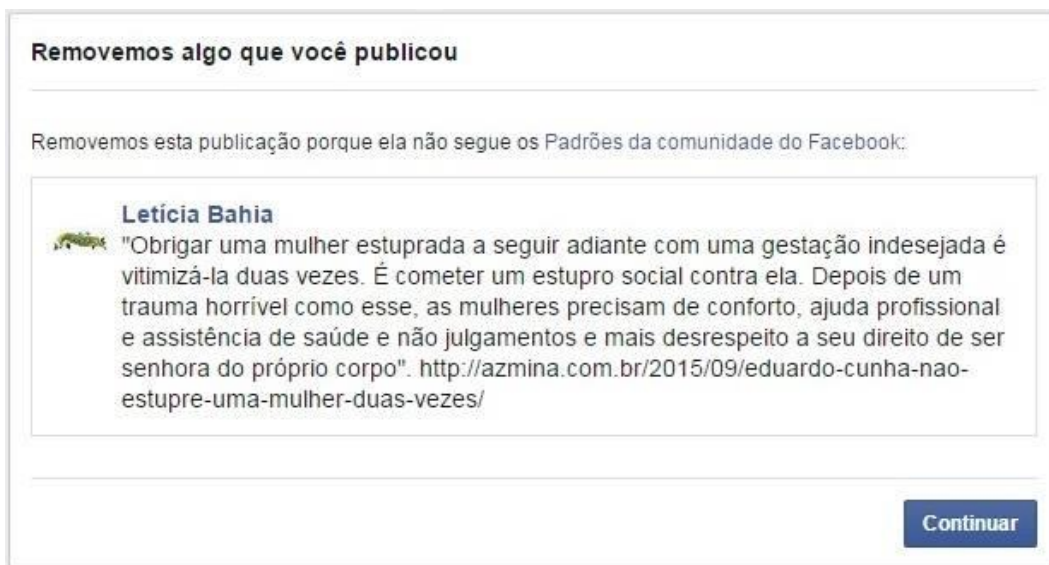 Removemos algo que você publicou
Removemos esta publicação porque ela não segue os Padrões da comunidade do Facebook:
Letícia Bahia
"Obrigar uma mulher estuprada a seguir adiante com uma gestação indesejada é
vitimizá-la duas vezes. É cometer um estupro social contra ela. Depois de um
trauma horrível como esse, as mulheres precisam de conforto, ajuda profissional
e assistência de saúde e não julgamentos e mais desrespeito a seu direito de ser
senhora do próprio corpo". http://azmina.com.br/2015/09/eduardo-cunha-nao-
estupre-uma-mulher-duas-vezes/
Continuar